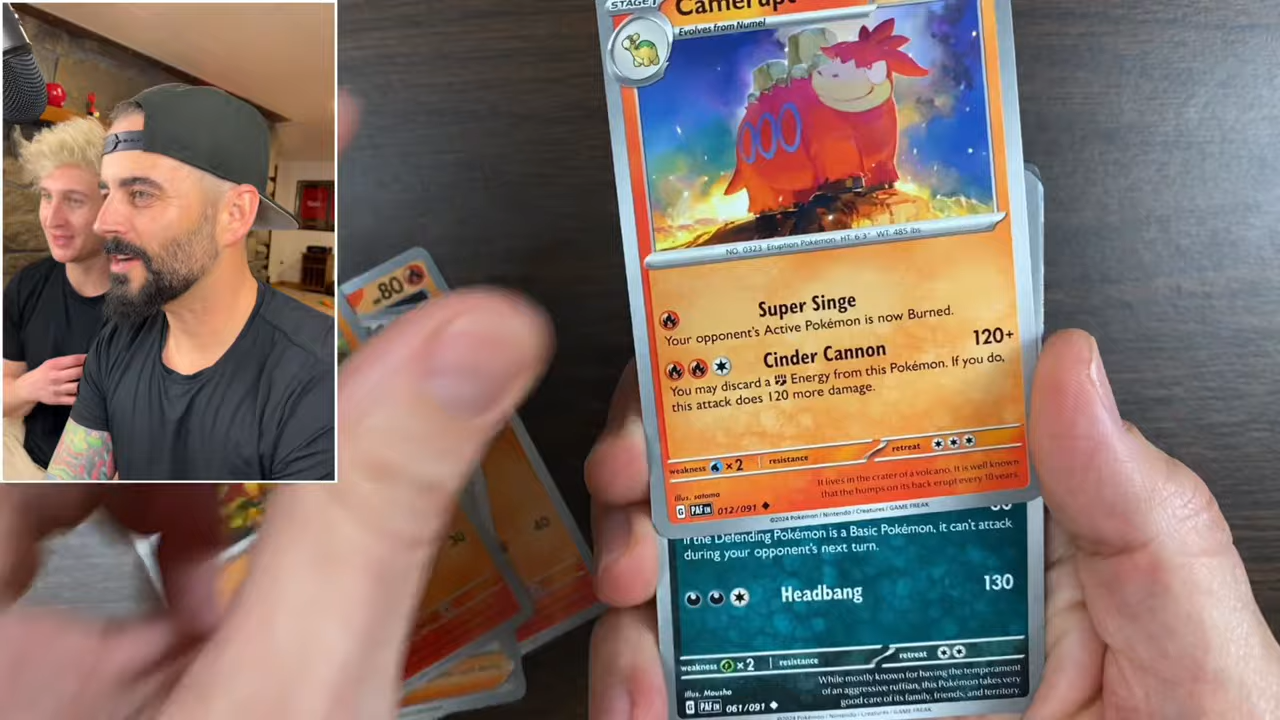 STAGE 1
Camerupt
Evolves from Numel
NO. 0323 Eruption Pokémon HT: 6'3" WT: 485 lbs
Super Singe
Your opponent's Active Pokémon is now Burned.
Cinder Cannon 120+
You may discard a Energy from this Pokémon. If you do,
this attack does 120 more damage.
weakness ×2 resistance retreat
It lives in the crater of a volcano. It is well known
that the humps on its back erupt every 10 years.
Illus. satoma
G PAF EN 012/091
©2024 Pokémon / Nintendo / Creatures / GAME FREAK
If the Defending Pokémon is a Basic Pokémon, it can't attack
during your opponent's next turn.
Headbang 130
weakness ×2 resistance retreat
While mostly known for having the temperament
of an aggressive ruffian, this Pokémon takes very
good care of its family, friends, and territory.
Illus. Mousho
G PAF EN 061/091
©2024 Pokémon / Nintendo / Creatures / GAME FREAK
HP 80
30
40